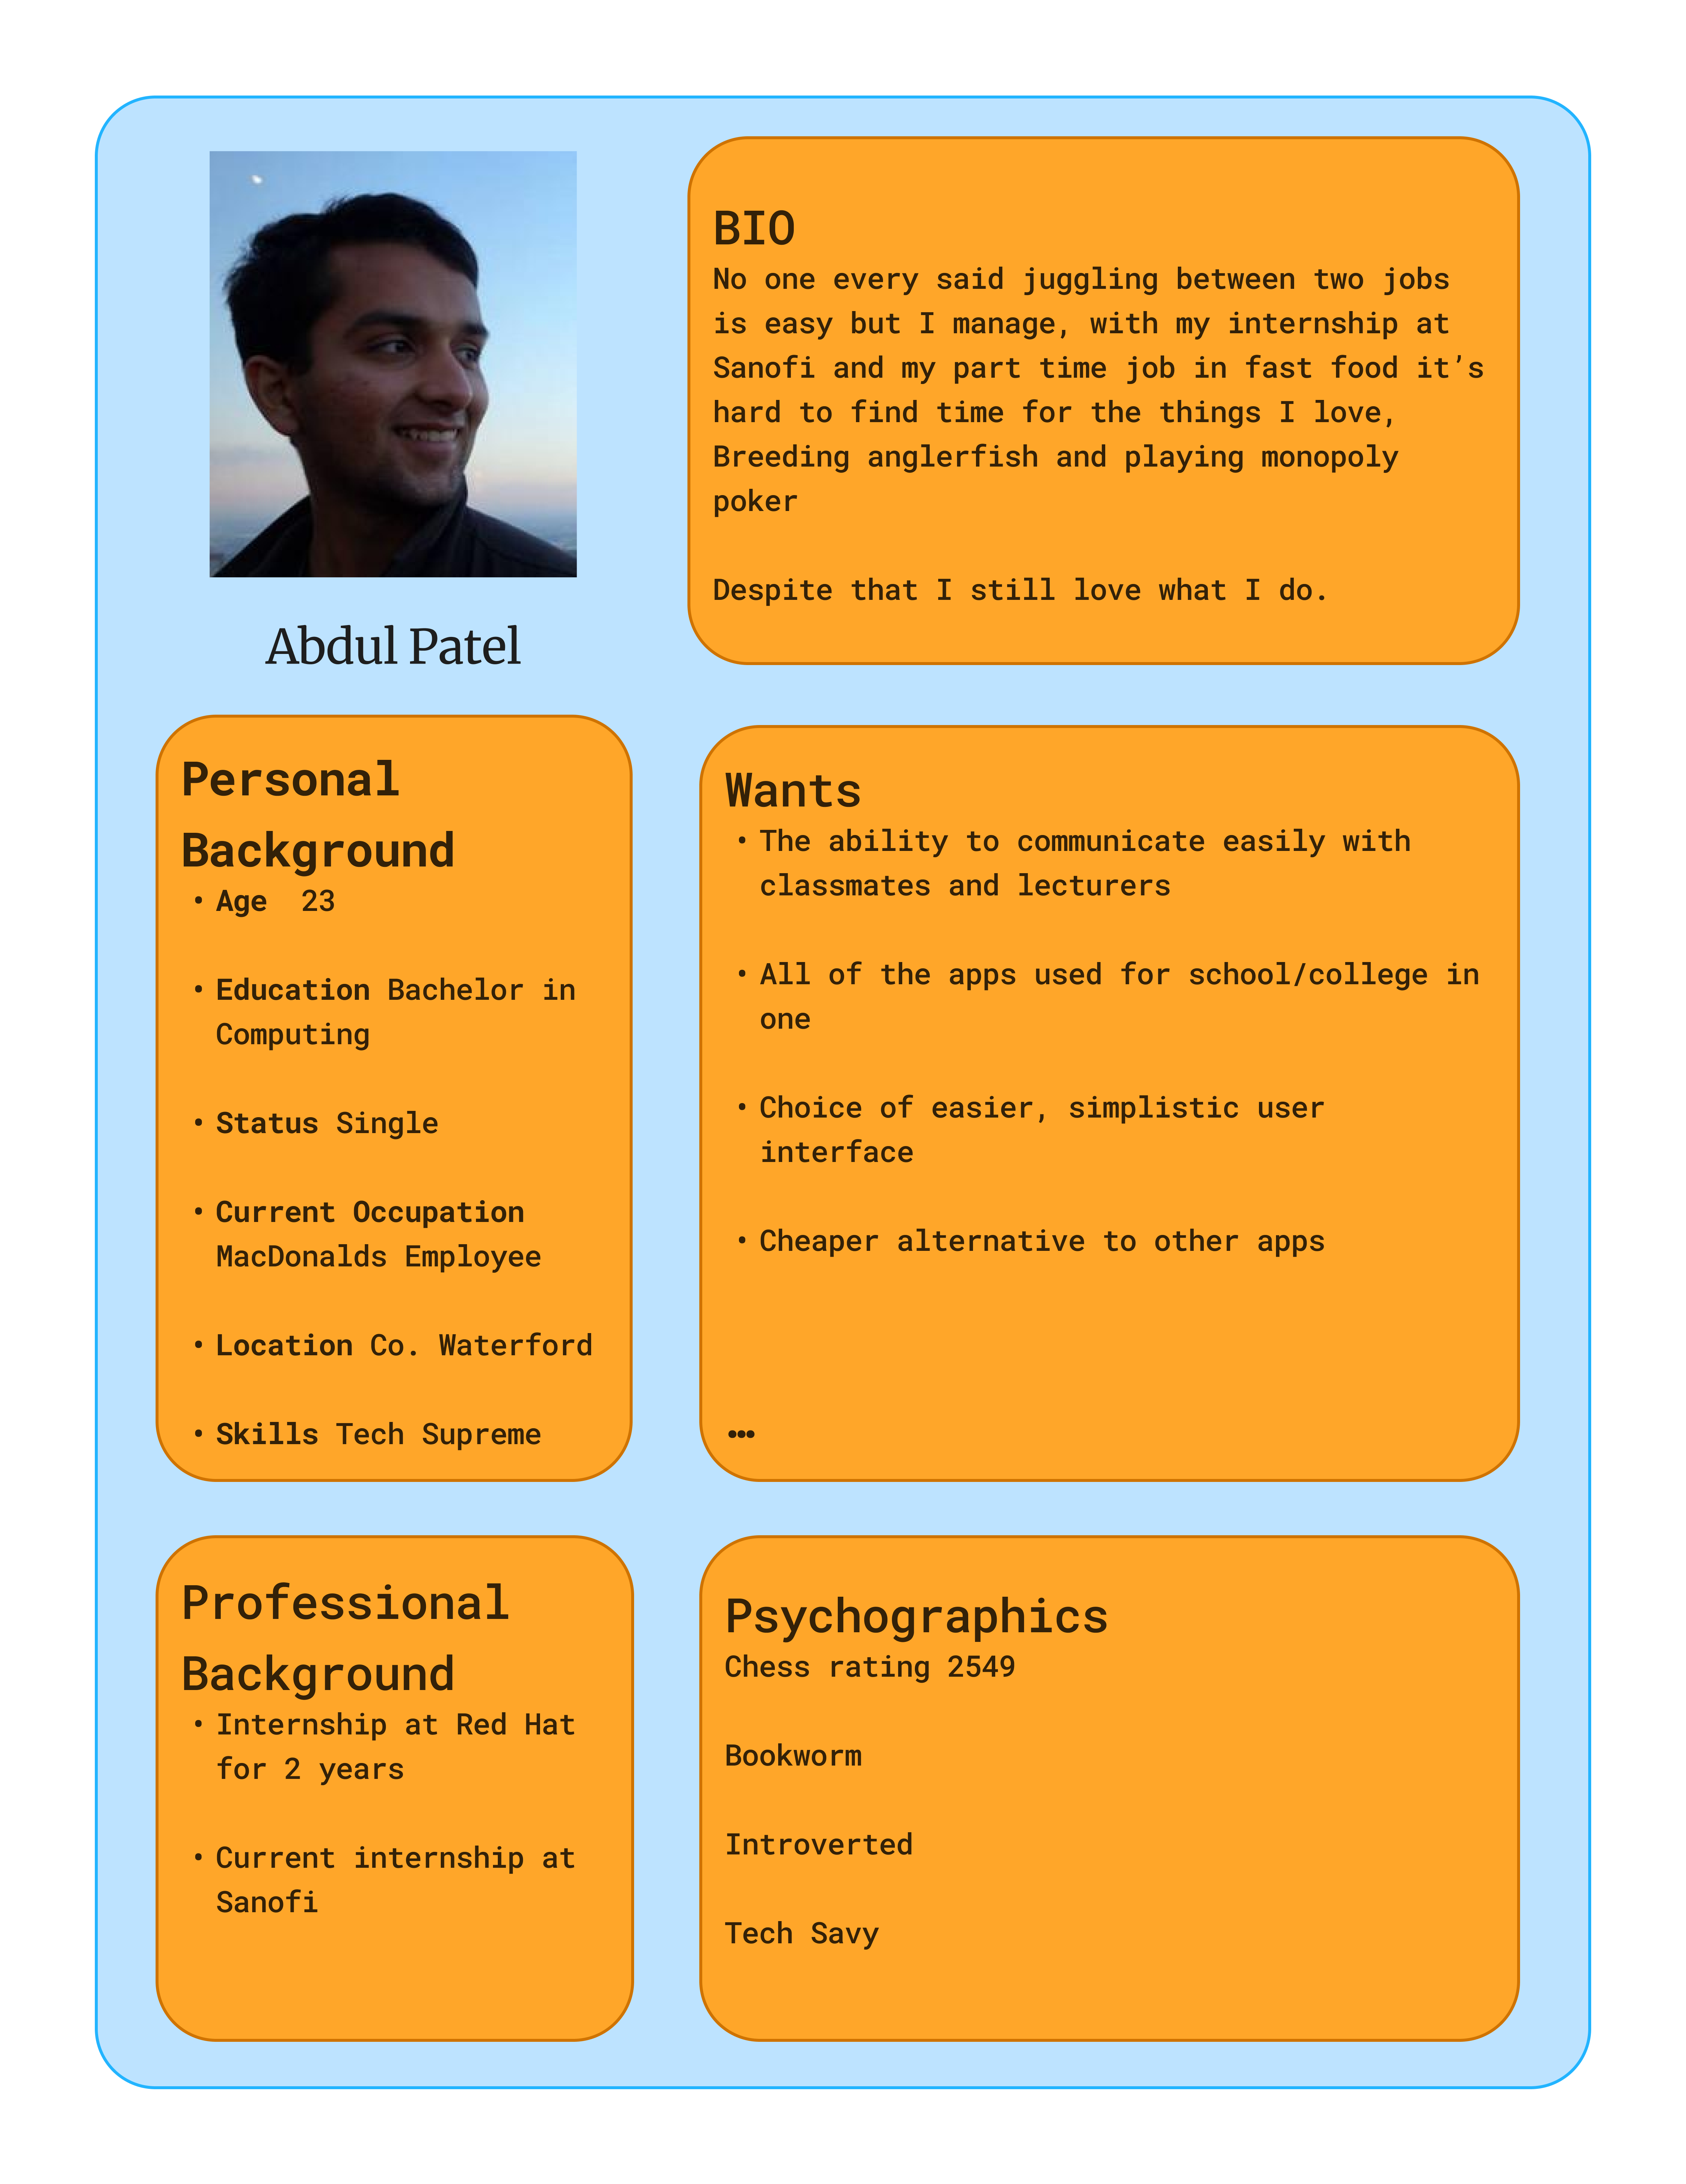 BIO
No one every said juggling between two jobs
is easy but I manage, with my internship at
Sanofi and my part time job in fast food it’s
hard to find time for the things I love,
Breeding anglerfish and playing monopoly
poker
Despite that I still love what I do.
Abdul Patel
Personal
Background
• Age  23
• Education Bachelor in
Computing
• Status Single
• Current Occupation
MacDonalds Employee
• Location Co. Waterford
• Skills Tech Supreme
Wants
• The ability to communicate easily with
classmates and lecturers
• All of the apps used for school/college in
one
• Choice of easier, simplistic user
interface
• Cheaper alternative to other apps
…
Professional
Background
• Internship at Red Hat
for 2 years
• Current internship at
Sanofi
Psychographics
Chess rating 2549
Bookworm
Introverted
Tech Savy